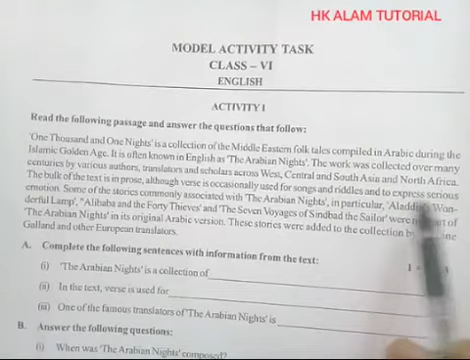 HK ALAM TUTORIAL
MODEL ACTIVITY TASK
CLASS – VI
ENGLISH
ACTIVITY 1
Read the following passage and answer the questions that follow:
'One Thousand and One Nights' is a collection of the Middle Eastern folk tales compiled in Arabic during the
Islamic Golden Age. It is often known in English as 'The Arabian Nights'. The work was collected over many
centuries by various authors, translators and scholars across West, Central and South Asia and North Africa.
The bulk of the text is in prose, although verse is occasionally used for songs and riddles and to express serious
emotion. Some of the stories commonly associated with 'The Arabian Nights', in particular, 'Aladdin's Won-
derful Lamp', "Alibaba and the Forty Thieves' and 'The Seven Voyages of Sindbad the Sailor' were of
'The Arabian Nights' in its original Arabic version. These stories were added to the collection
Galland and other European translators.
A. Complete the following sentences with information from the text:
(i) 'The Arabian Nights' is a collection of
(ii) In the text, verse is used for
(iii) One of the famous translators of 'The Arabian Nights' is
B. Answer the following questions:
(i) When was 'The Arabian Nights' composed?